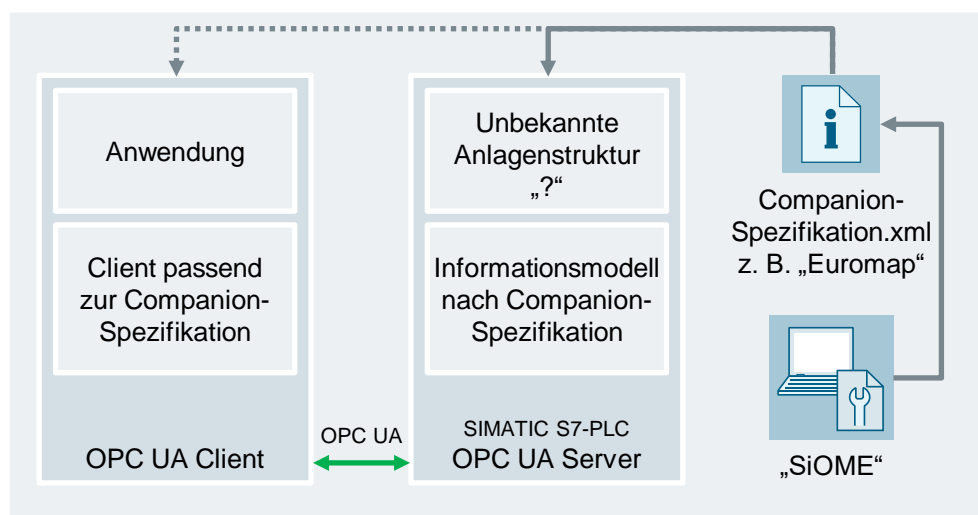 Anwendung
Client passend
zur Companion-
Spezifikation
OPC UA Client
OPC UA
Unbekannte
Anlagenstruktur
„?“
Informationsmodell
nach Companion-
Spezifikation
SIMATIC S7-PLC
OPC UA Server
i
Companion-
Spezifikation.xml
z. B. „Euromap“
„SiOME“